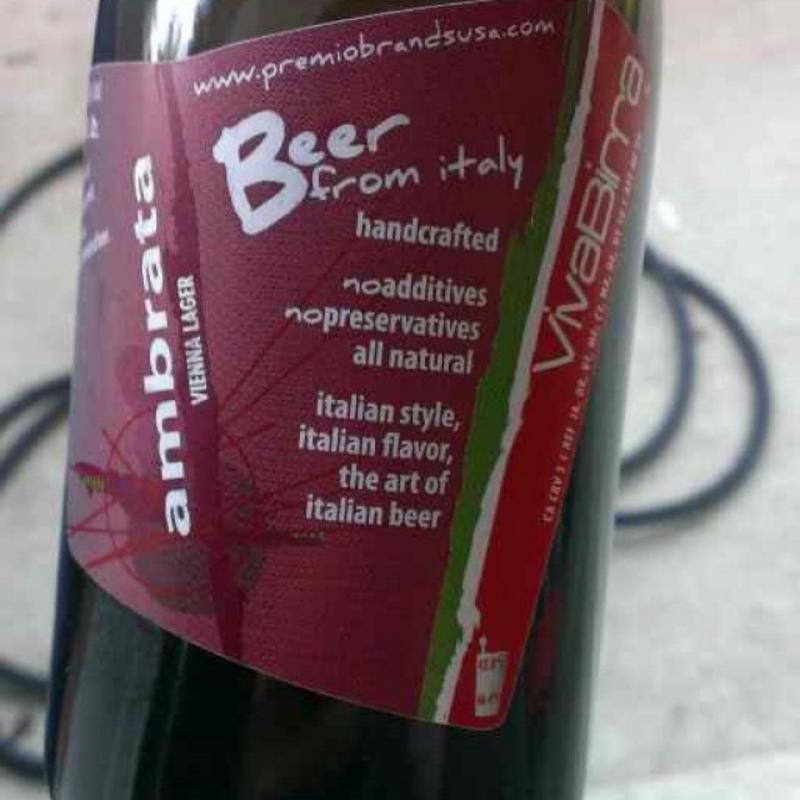 www.premiobrandsusa.com
Beer
from italy
handcrafted
noadditives
nopreservatives
all natural
italian style,
italian flavor,
the art of
italian beer
ambrata
VIENNA LAGER
VivaBirra